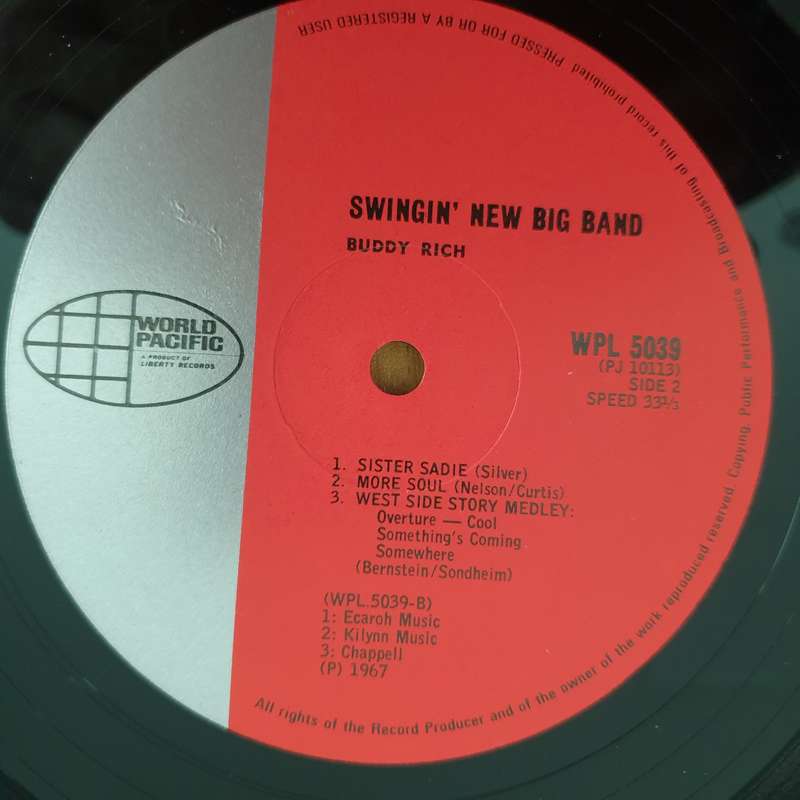 SWINGIN' NEW BIG BAND
BUDDY RICH
WORLD
PACIFIC
A PRODUCT OF
LIBERTY RECORDS
WPL 5039
(PJ 10113)
SIDE 2
SPEED 33⅓
1. SISTER SADIE (Silver)
2. MORE SOUL (Nelson/Curtis)
3. WEST SIDE STORY MEDLEY:
Overture — Cool
Something's Coming
Somewhere
(Bernstein/Sondheim)
(WPL.5039-B)
1: Ecaroh Music
2: Kilynn Music
3: Chappell
(P) 1967
All rights of the Record Producer and of the owner of the work reproduced reserved. Copying, Public Performance and Broadcasting of this record prohibited PRESSED FOR OR BY A REGISTERED USER